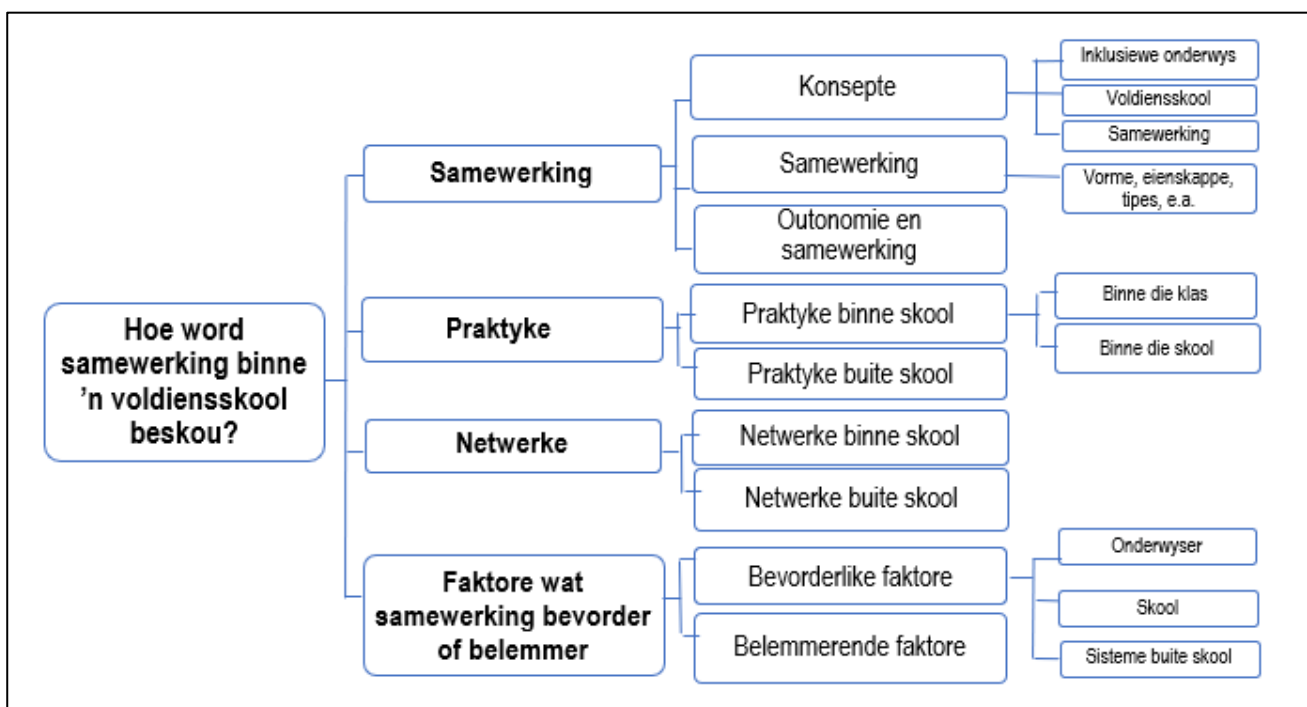 Hoe word
samewerking binne
’n voldiensskool
beskou?
Samewerking
Konsepte
Inklusiewe onderwys
Voldiensskool
Samewerking
Samewerking
Vorme, eienskappe,
tipes, e.a.
Outonomie en
samewerking
Praktyke
Praktyke binne skool
Binne die klas
Binne die skool
Praktyke buite skool
Netwerke
Netwerke binne skool
Netwerke buite skool
Faktore wat
samewerking bevorder
of belemmer
Bevorderlike faktore
Onderwyser
Skool
Sisteme buite skool
Belemmerende faktore